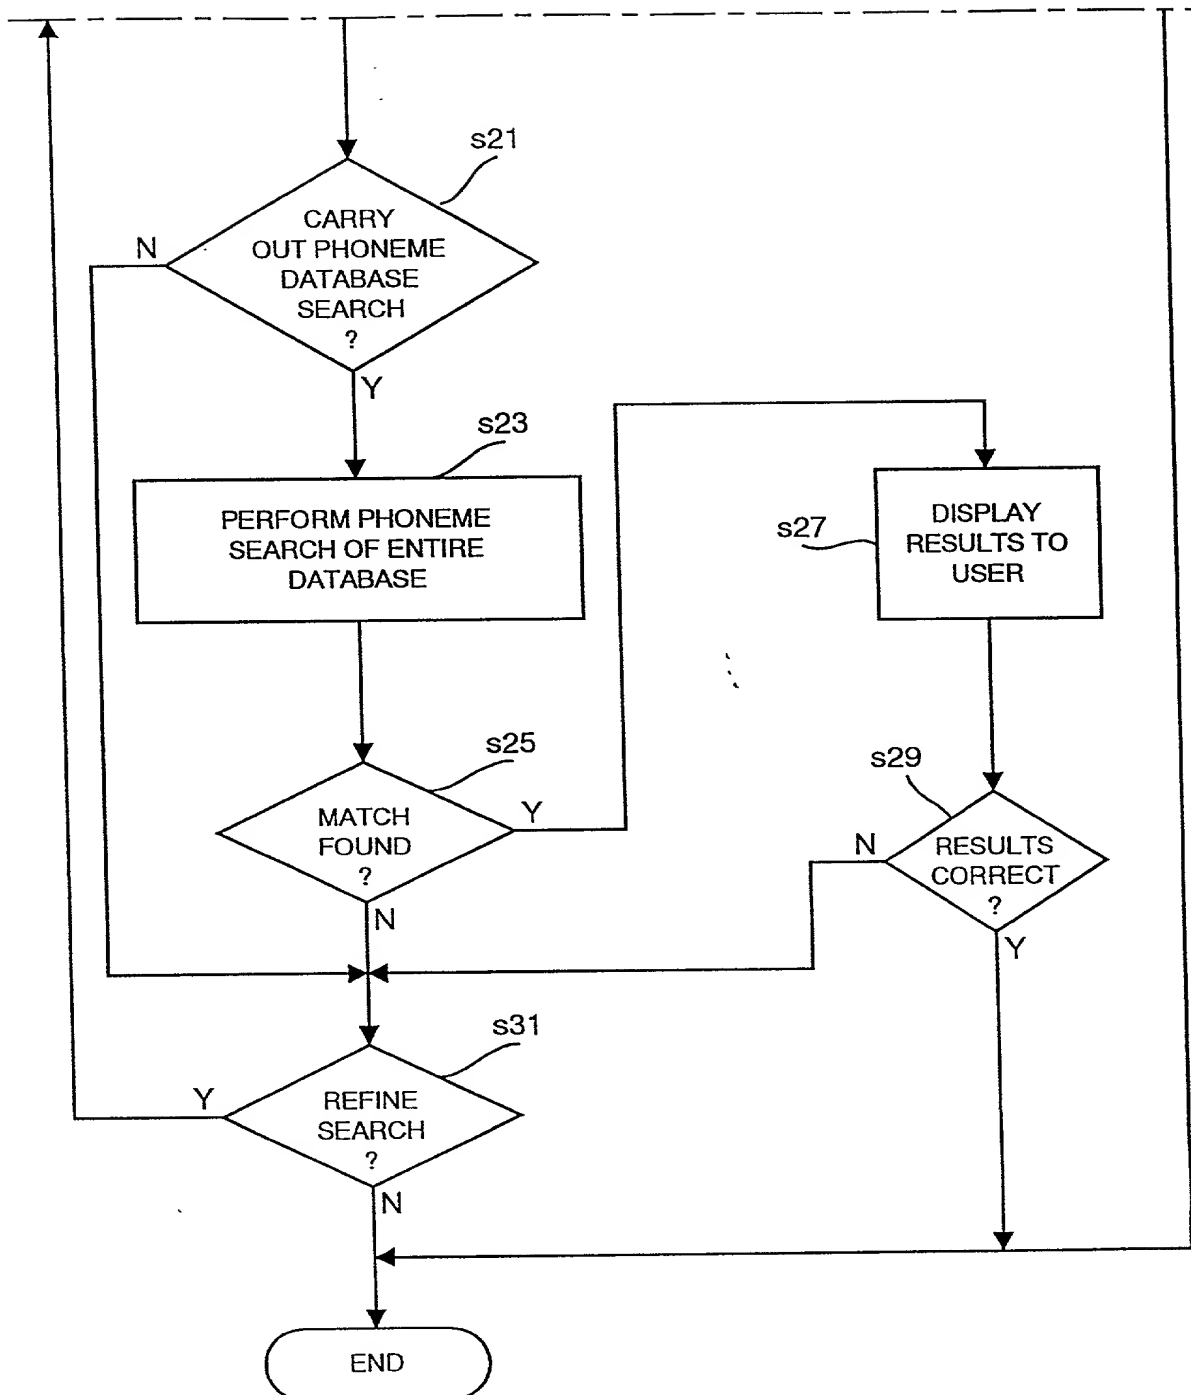 s21
CARRY
OUT PHONEME
DATABASE
SEARCH
?
N
Y
s23
PERFORM PHONEME
SEARCH OF ENTIRE
DATABASE
s27
DISPLAY
RESULTS TO
USER
s25
MATCH
FOUND
?
Y
N
s29
RESULTS
CORRECT
?
N
Y
s31
REFINE
SEARCH
?
Y
N
END